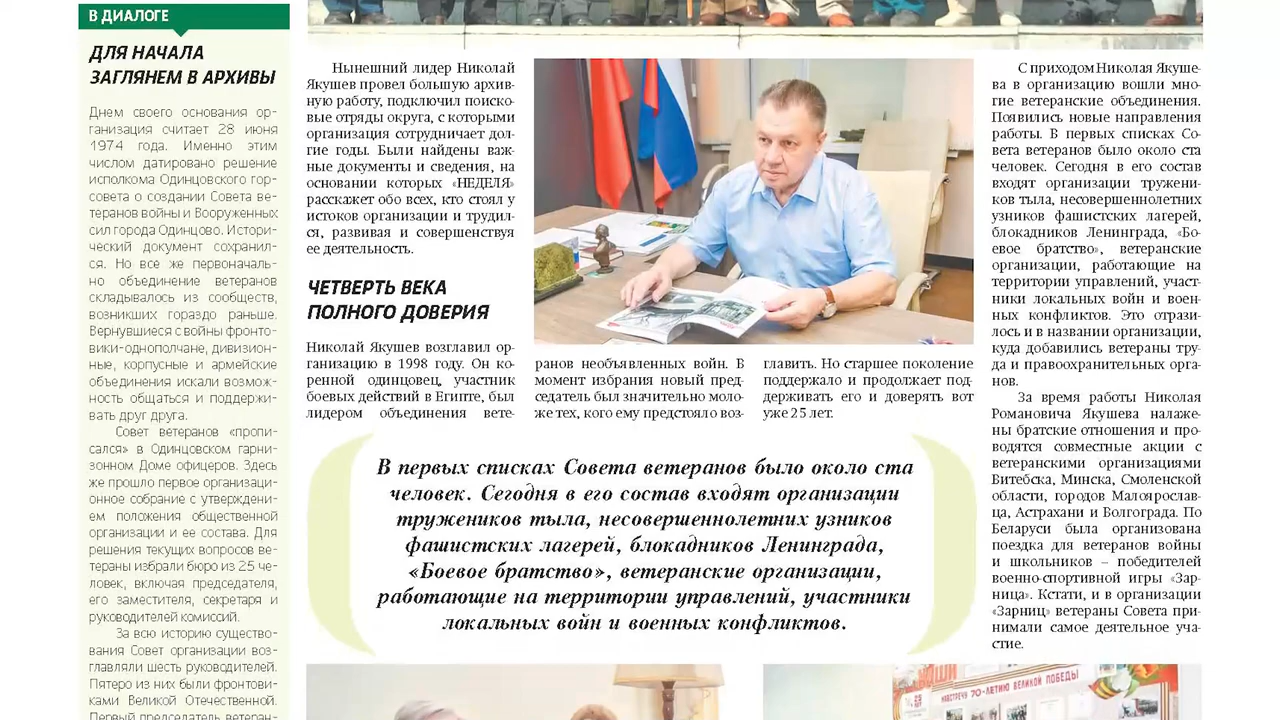 В ДИАЛОГЕ
ДЛЯ НАЧАЛА
ЗАГЛЯНЕМ В АРХИВЫ
Днем своего основания ор-
ганизация считает 28 июня
1974 года. Именно этим
числом датировано решение
исполкома Одинцовского гор-
совета о создании Совета ве-
теранов войны и Вооруженных
сил города Одинцово. Истори-
ческий документ сохранил-
ся. Но все же первоначаль-
но объединение ветеранов
складывалось из сообществ,
возникших гораздо раньше.
Вернувшиеся с войны фронто-
вики-однополчане, дивизион-
ные, корпусные и армейские
объединения искали возмож-
ность общаться и поддержи-
вать друг друга.
Совет ветеранов «пропи-
сался» в Одинцовском гарни-
зонном Доме офицеров. Здесь
же прошло первое организаци-
онное собрание с утверждени-
ем положения общественной
организации и ее состава. Для
решения текущих вопросов ве-
тераны избрали бюро из 25 че-
ловек, включая председателя,
его заместителя, секретаря и
руководителей комиссий.
За всю историю существо-
вания Совет организации воз-
главляли шесть руководителей.
Пятеро из них были фронтови-
ками Великой Отечественной.
Первый председатель ветеран-
Нынешний лидер Николай
Якушев провел большую архив-
ную работу, подключил поиско-
вые отряды округа, с которыми
организация сотрудничает дол-
гие годы. Были найдены важ-
ные документы и сведения, на
основании которых «НЕДЕЛЯ»
расскажет обо всех, кто стоял у
истоков организации и трудил-
ся, развивая и совершенствуя
ее деятельность.
ЧЕТВЕРТЬ ВЕКА
ПОЛНОГО ДОВЕРИЯ
Николай Якушев возглавил ор-
ганизацию в 1998 году. Он ко-
ренной одинцовец, участник
боевых действий в Египте, был
лидером объединения вете-
ранов необъявленных войн. В
момент избрания новый пред-
седатель был значительно моло-
же тех, кого ему предстояло воз-
главить. Но старшее поколение
поддержало и продолжает под-
держивать его и доверять вот
уже 25 лет.
В первых списках Совета ветеранов было около ста
человек. Сегодня в его состав входят организации
тружеников тыла, несовершеннолетних узников
фашистских лагерей, блокадников Ленинграда,
«Боевое братство», ветеранские организации,
работающие на территории управлений, участники
локальных войн и военных конфликтов.
С приходом Николая Якуше-
ва в организацию вошли мно-
гие ветеранские объединения.
Появились новые направления
работы. В первых списках Со-
вета ветеранов было около ста
человек. Сегодня в его состав
входят организации тружени-
ков тыла, несовершеннолетних
узников фашистских лагерей,
блокадников Ленинграда, «Бо-
евое братство», ветеранские
организации, работающие на
территории управлений, участ-
ники локальных войн и воен-
ных конфликтов. Это отрази-
лось и в названии организации,
куда добавились ветераны тру-
да и правоохранительных орга-
нов.
За время работы Николая
Романовича Якушева налаже-
ны братские отношения и про-
водятся совместные акции с
ветеранскими организациями
Витебска, Минска, Смоленской
области, городов Малоярослав-
ца, Астрахани и Волгограда. По
Беларуси была организована
поездка для ветеранов войны
и школьников – победителей
военно-спортивной игры «Зар-
ница». Кстати, и в организации
«Зарниц» ветераны Совета при-
нимали самое деятельное уча-
стие.
НАВСТРЕЧУ 70-ЛЕТИЮ ВЕЛИКОЙ ПОБЕДЫ